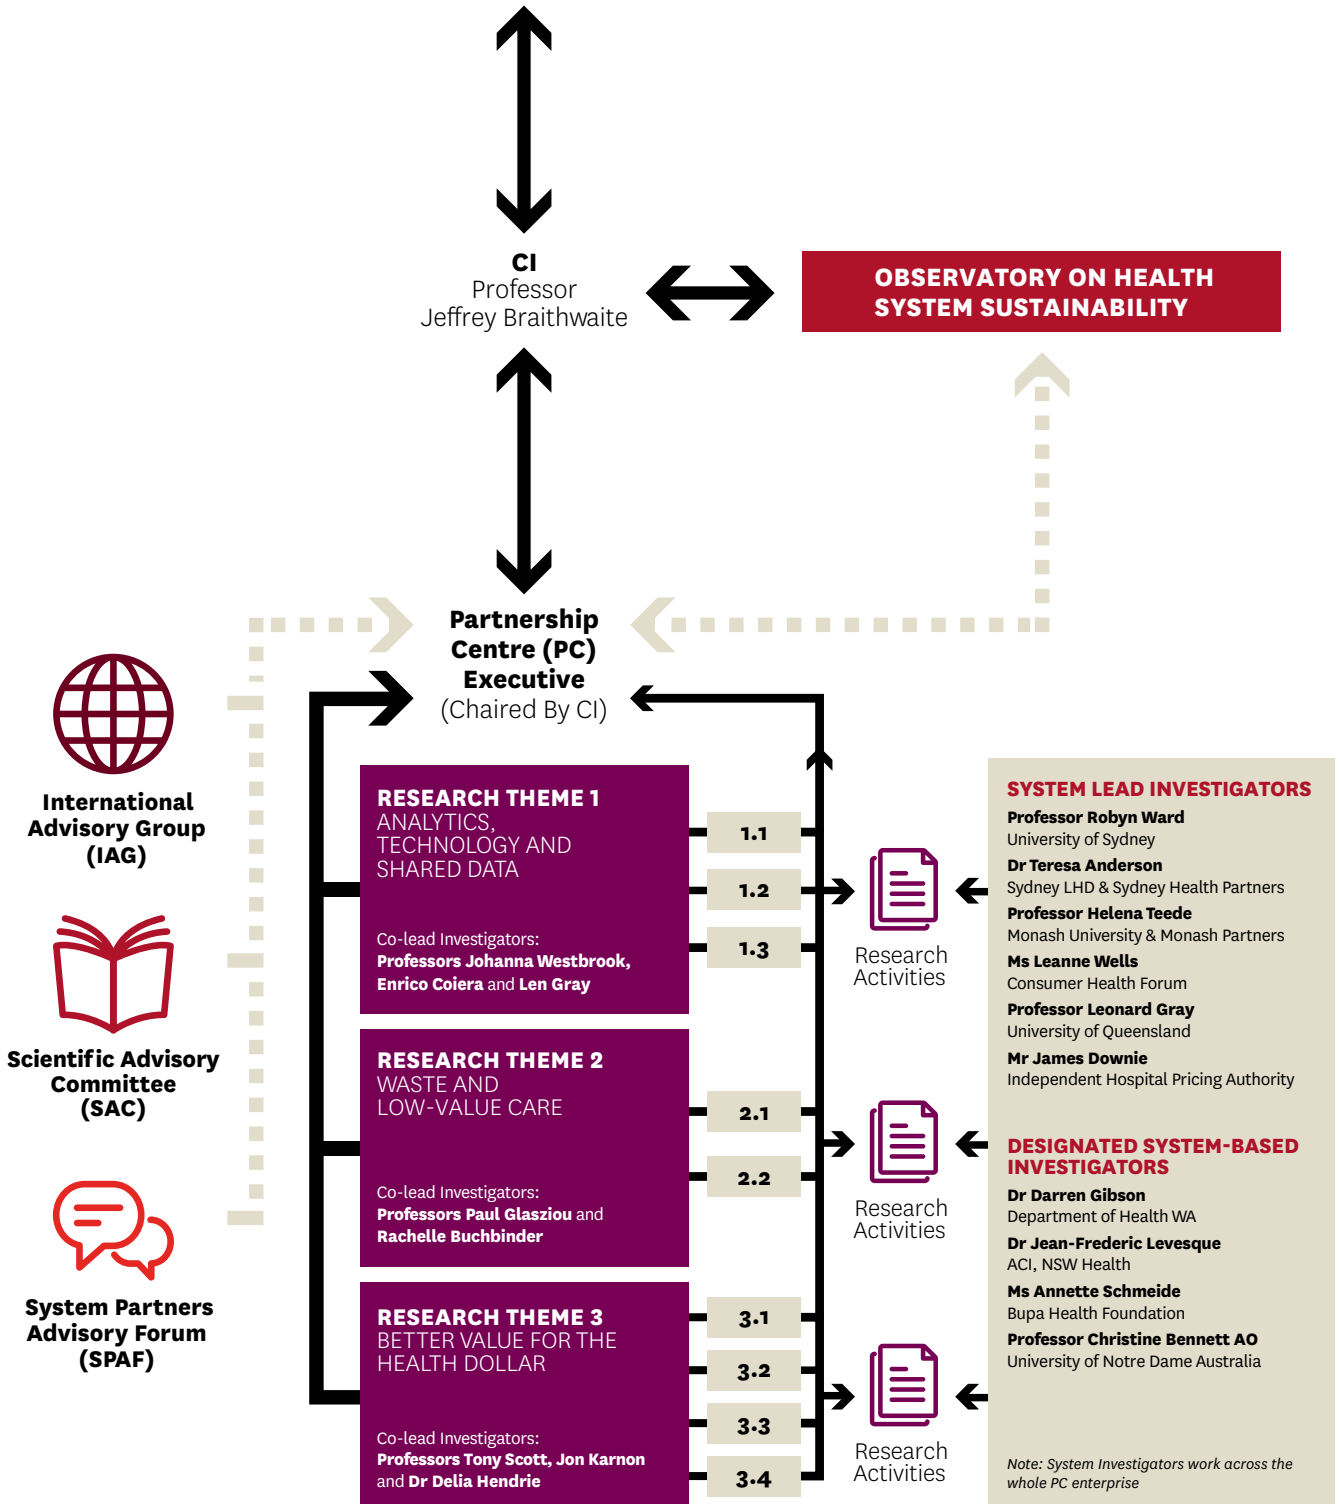 CI
Professor
Jeffrey Braithwaite
OBSERVATORY ON HEALTH
SYSTEM SUSTAINABILITY
Partnership
Centre (PC)
Executive
(Chaired By CI)
International
Advisory Group
(IAG)
Scientific Advisory
Committee
(SAC)
System Partners
Advisory Forum
(SPAF)
RESEARCH THEME 1
ANALYTICS,
TECHNOLOGY AND
SHARED DATA
Co-lead Investigators:
Professors Johanna Westbrook,
Enrico Coiera and Len Gray
1.1
1.2
1.3
Research
Activities
RESEARCH THEME 2
WASTE AND
LOW-VALUE CARE
Co-lead Investigators:
Professors Paul Glasziou and
Rachelle Buchbinder
2.1
2.2
Research
Activities
RESEARCH THEME 3
BETTER VALUE FOR THE
HEALTH DOLLAR
Co-lead Investigators:
Professors Tony Scott, Jon Karnon
and Dr Delia Hendrie
3.1
3.2
3.3
3.4
Research
Activities
SYSTEM LEAD INVESTIGATORS
Professor Robyn Ward
University of Sydney
Dr Teresa Anderson
Sydney LHD & Sydney Health Partners
Professor Helena Teede
Monash University & Monash Partners
Ms Leanne Wells
Consumer Health Forum
Professor Leonard Gray
University of Queensland
Mr James Downie
Independent Hospital Pricing Authority
DESIGNATED SYSTEM-BASED
INVESTIGATORS
Dr Darren Gibson
Department of Health WA
Dr Jean-Frederic Levesque
ACI, NSW Health
Ms Annette Schmeide
Bupa Health Foundation
Professor Christine Bennett AO
University of Notre Dame Australia
Note: System Investigators work across the
whole PC enterprise